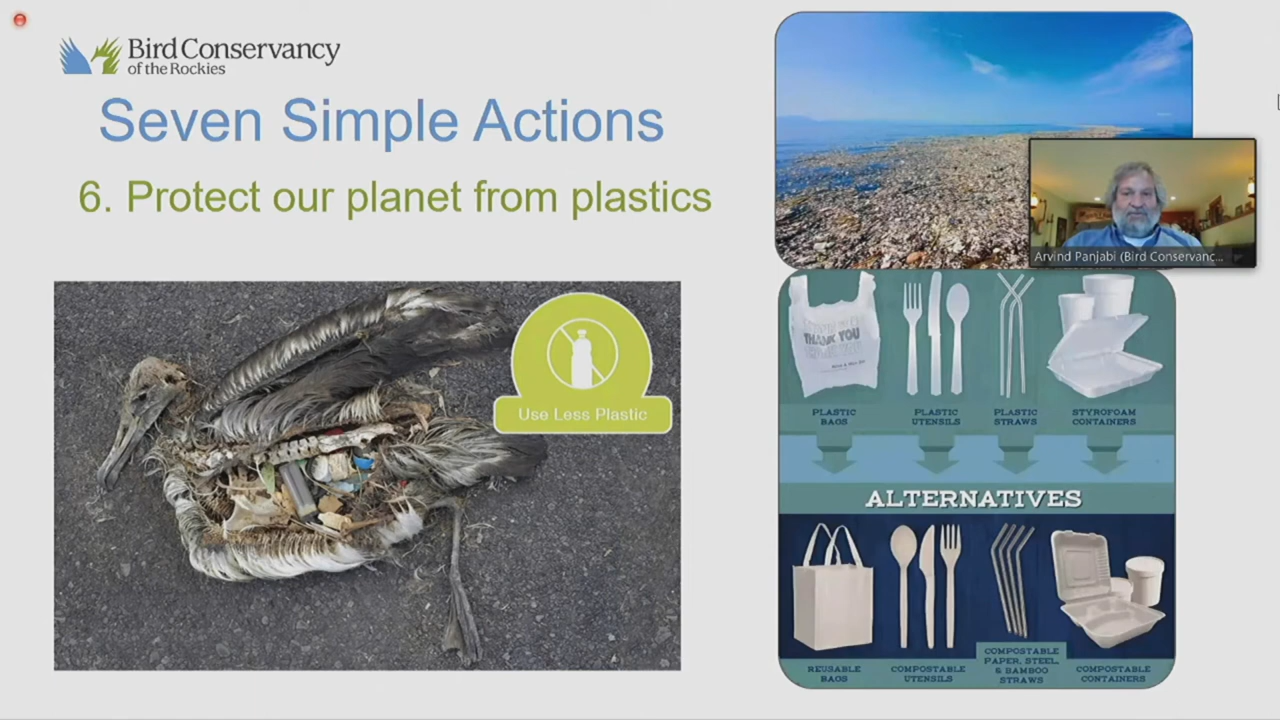 Bird Conservancy
of the Rockies
Seven Simple Actions
6. Protect our planet from plastics
Arvind Panjabi (Bird Conservanc...
Use Less Plastic
THANK YOU
PLASTIC
BAGS
PLASTIC
UTENSILS
PLASTIC
STRAWS
STYROFOAM
CONTAINERS
ALTERNATIVES
REUSABLE
BAGS
COMPOSTABLE
UTENSILS
COMPOSTABLE
PAPER, STEEL,
& BAMBOO
STRAWS
COMPOSTABLE
CONTAINERS